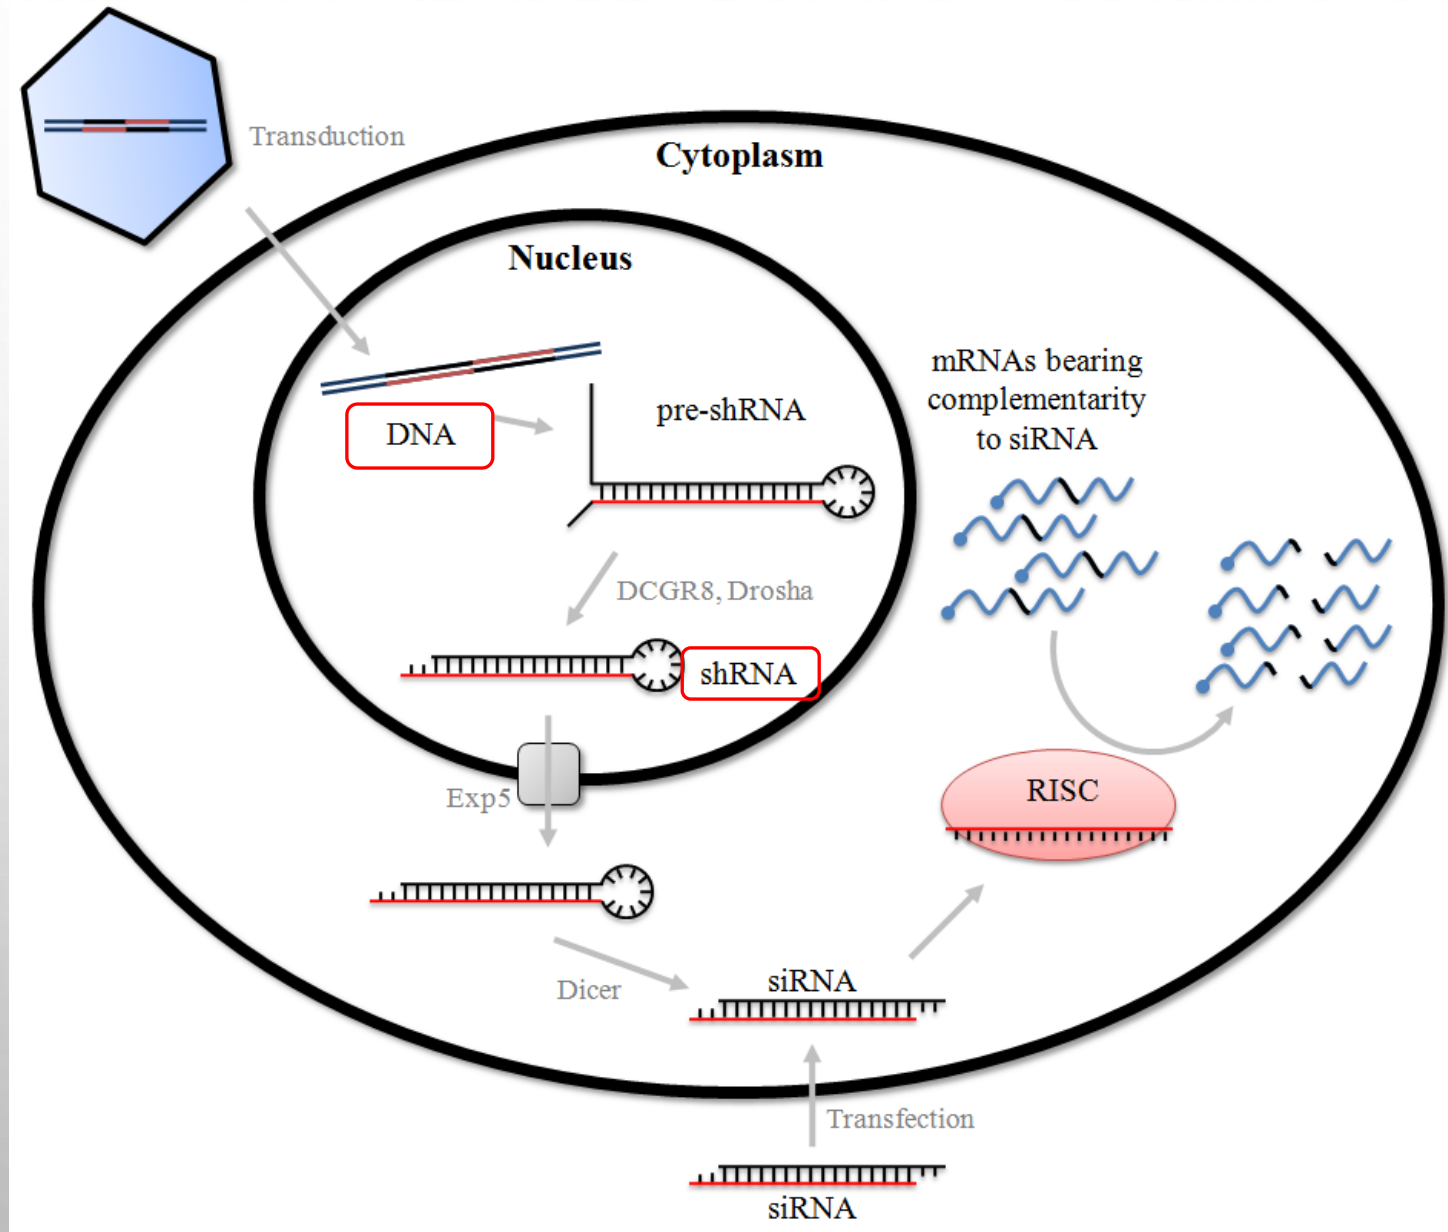 Transduction
Cytoplasm
Nucleus
DNA
pre-shRNA
mRNAs bearing
complementarity
to siRNA
DCGR8, Drosha
shRNA
Exp5
RISC
Dicer
siRNA
Transfection
siRNA